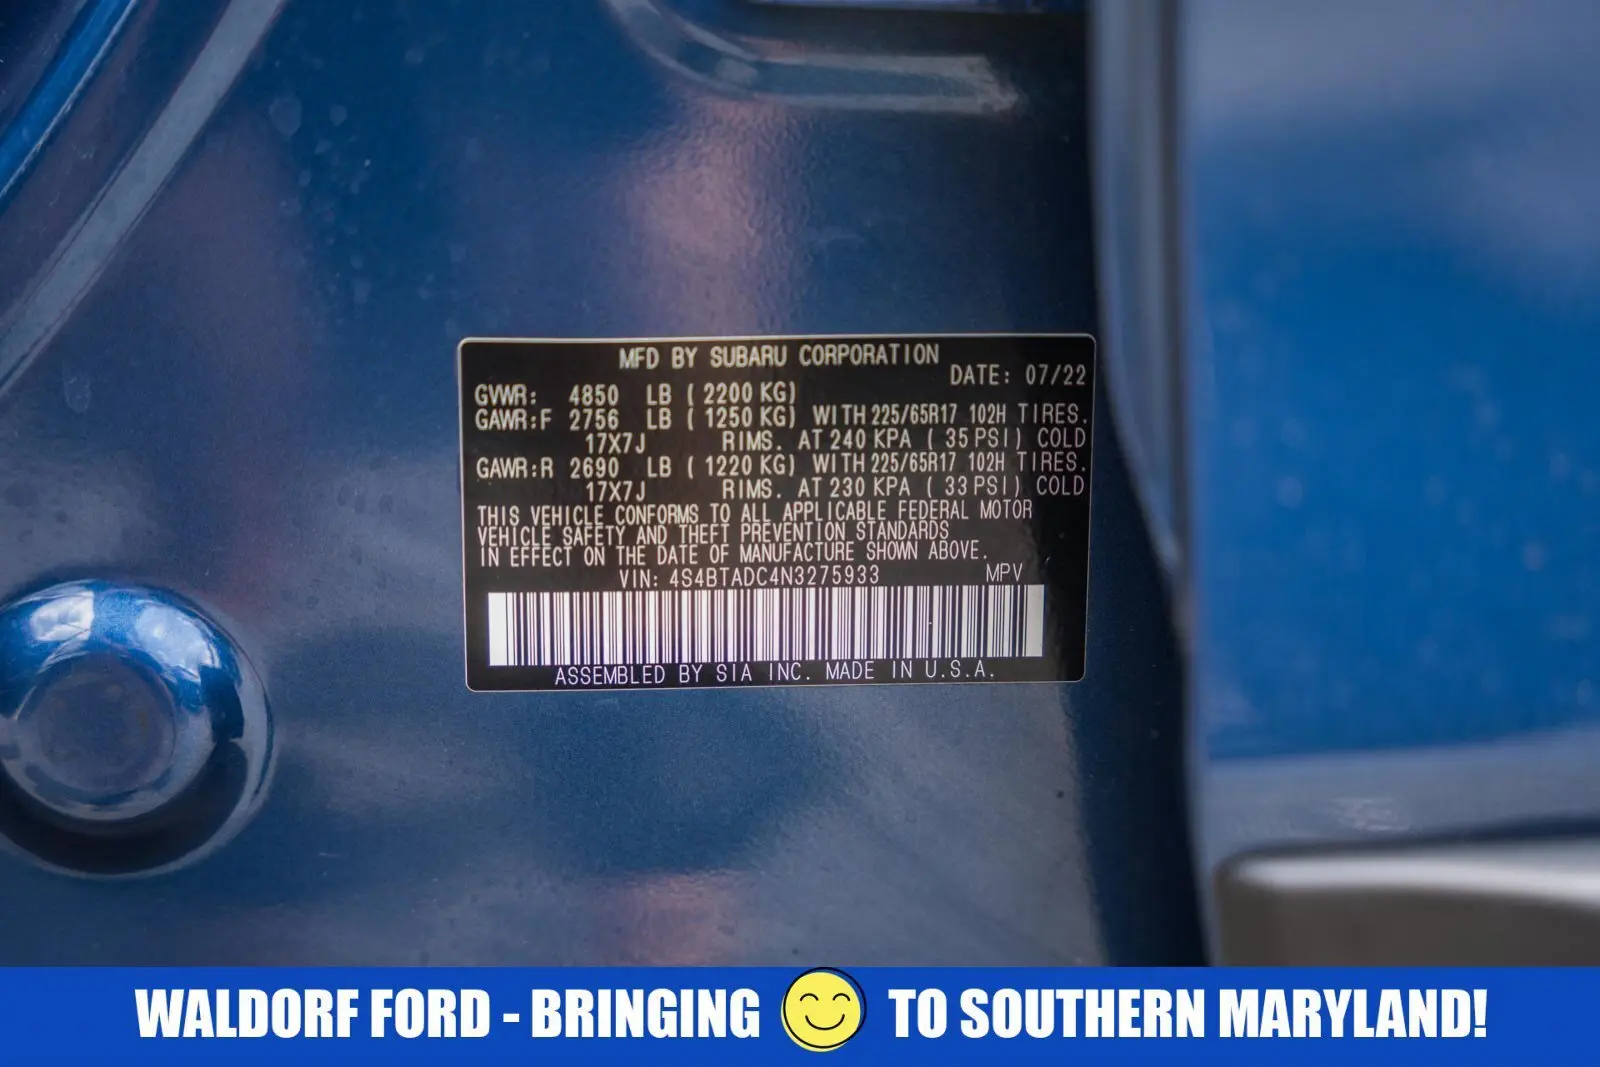 MFD BY SUBARU CORPORATION
DATE: 07/22
GVWR: 4850 LB ( 2200 KG)
GAWR:F 2756 LB ( 1250 KG) WITH 225/65R17 102H TIRES.
17X7J RIMS. AT 240 KPA ( 35 PSI) COLD
GAWR:R 2690 LB ( 1220 KG) WITH 225/65R17 102H TIRES.
17X7J RIMS. AT 230 KPA ( 33 PSI) COLD
THIS VEHICLE CONFORMS TO ALL APPLICABLE FEDERAL MOTOR
VEHICLE SAFETY AND THEFT PREVENTION STANDARDS
IN EFFECT ON THE DATE OF MANUFACTURE SHOWN ABOVE.
VIN: 4S4BTADC4N3275933 MPV
ASSEMBLED BY SIA INC. MADE IN U.S.A.
WALDORF FORD - BRINGING TO SOUTHERN MARYLAND!